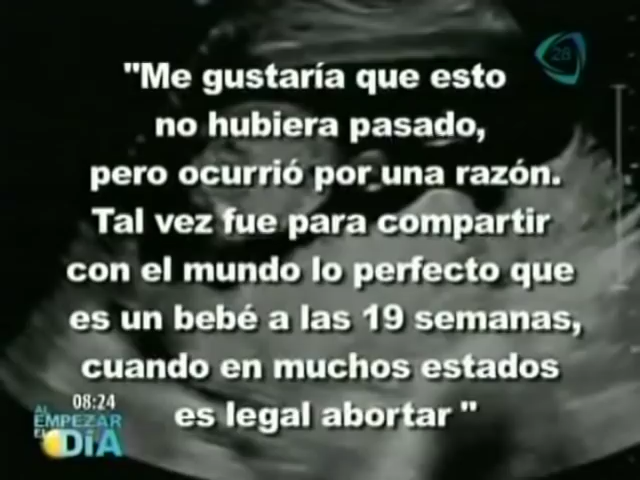 28
"Me gustaría que esto
no hubiera pasado,
pero ocurrió por una razón.
Tal vez fue para compartir
con el mundo lo perfecto que
es un bebé a las 19 semanas,
cuando en muchos estados
es legal abortar "
08:24
AL
EMPEZAR
EL DÍA